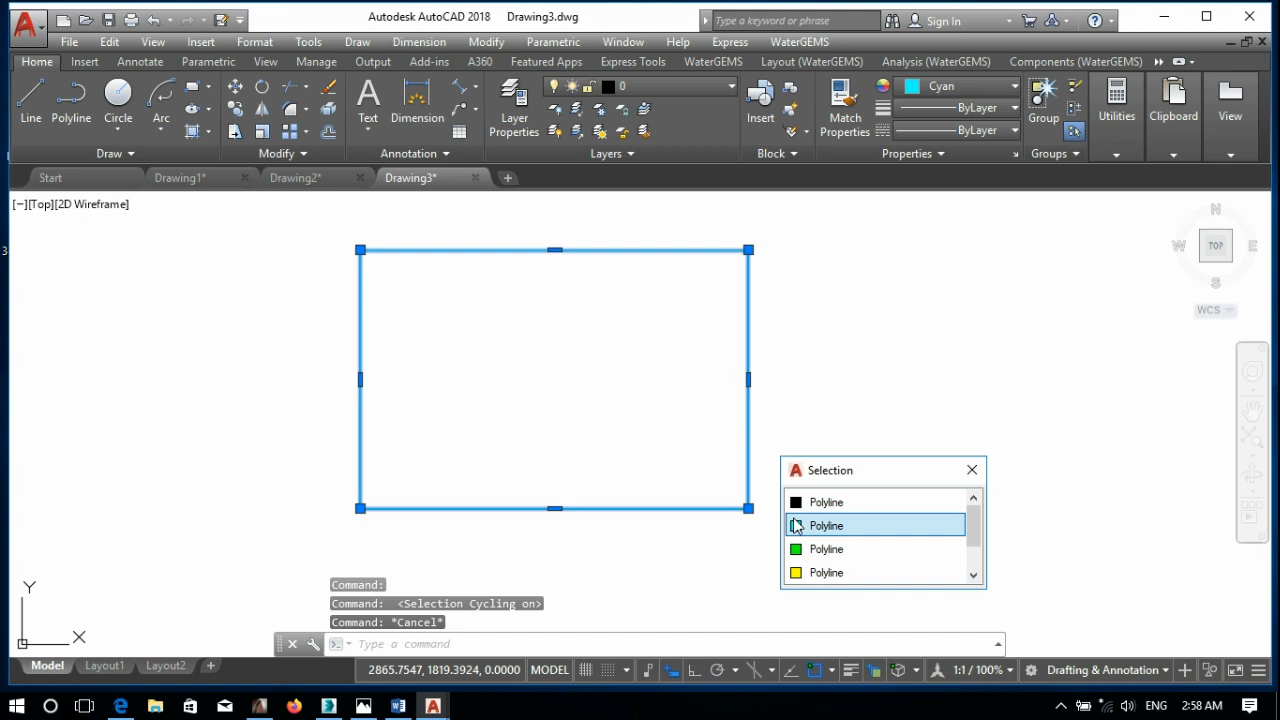 Autodesk AutoCAD 2018 Drawing3.dwg
Type a keyword or phrase
Sign In
File Edit View Insert Format Tools Draw Dimension Modify Parametric Window Help Express WaterGEMS
Home Insert Annotate Parametric View Manage Output Add-ins A360 Featured Apps Express Tools WaterGEMS Layout (WaterGEMS) Analysis (WaterGEMS) Components (WaterGEMS)
0
Cyan
ByLayer
ByLayer
Line Polyline Circle Arc
Text Dimension
Layer
Properties
Insert
Match
Properties
Group Utilities Clipboard View
Draw Modify Annotation Layers Block Properties Groups
Start Drawing1* Drawing2* Drawing3*
[−][Top][2D Wireframe]
N
W TOP E
S
WCS
3
Selection
Polyline
Polyline
Polyline
Polyline
Y
X
Command:
Command: <Selection Cycling on>
Command: *Cancel*
Type a command
Model Layout1 Layout2
2865.7547, 1819.3924, 0.0000 MODEL 1:1 / 100% Drafting & Annotation
ENG 2:58 AM